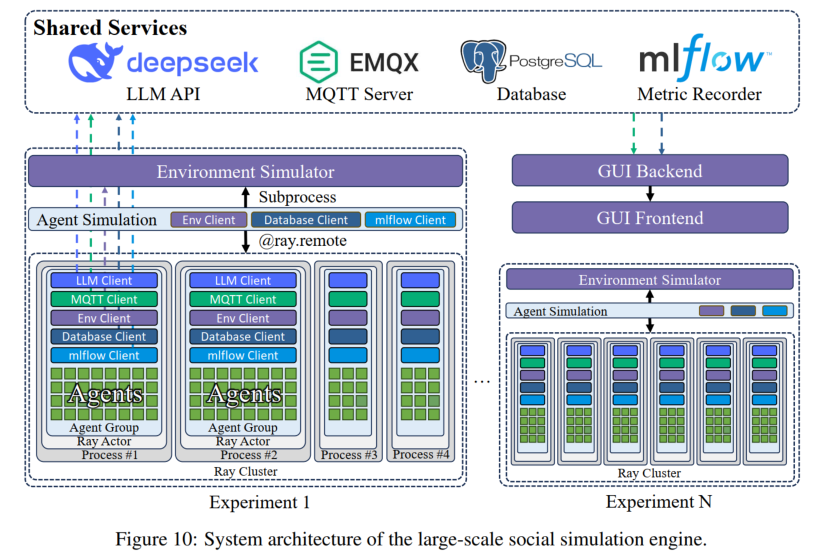 Shared Services
deepseek
EMQX
PostgreSQL
mlflow™
LLM API
MQTT Server
Database
Metric Recorder
Environment Simulator
Subprocess
Agent Simulation
Env Client
Database Client
mlflow Client
@ray.remote
LLM Client
MQTT Client
Env Client
Database Client
mlflow Client
Agents
Agent Group
Ray Actor
Process #1
LLM Client
MQTT Client
Env Client
Database Client
mlflow Client
Agents
Agent Group
Ray Actor
Process #2
Process #3
Process #4
Ray Cluster
Experiment 1
...
GUI Backend
GUI Frontend
Environment Simulator
Agent Simulation
Ray Cluster
Experiment N
Figure 10: System architecture of the large-scale social simulation engine.